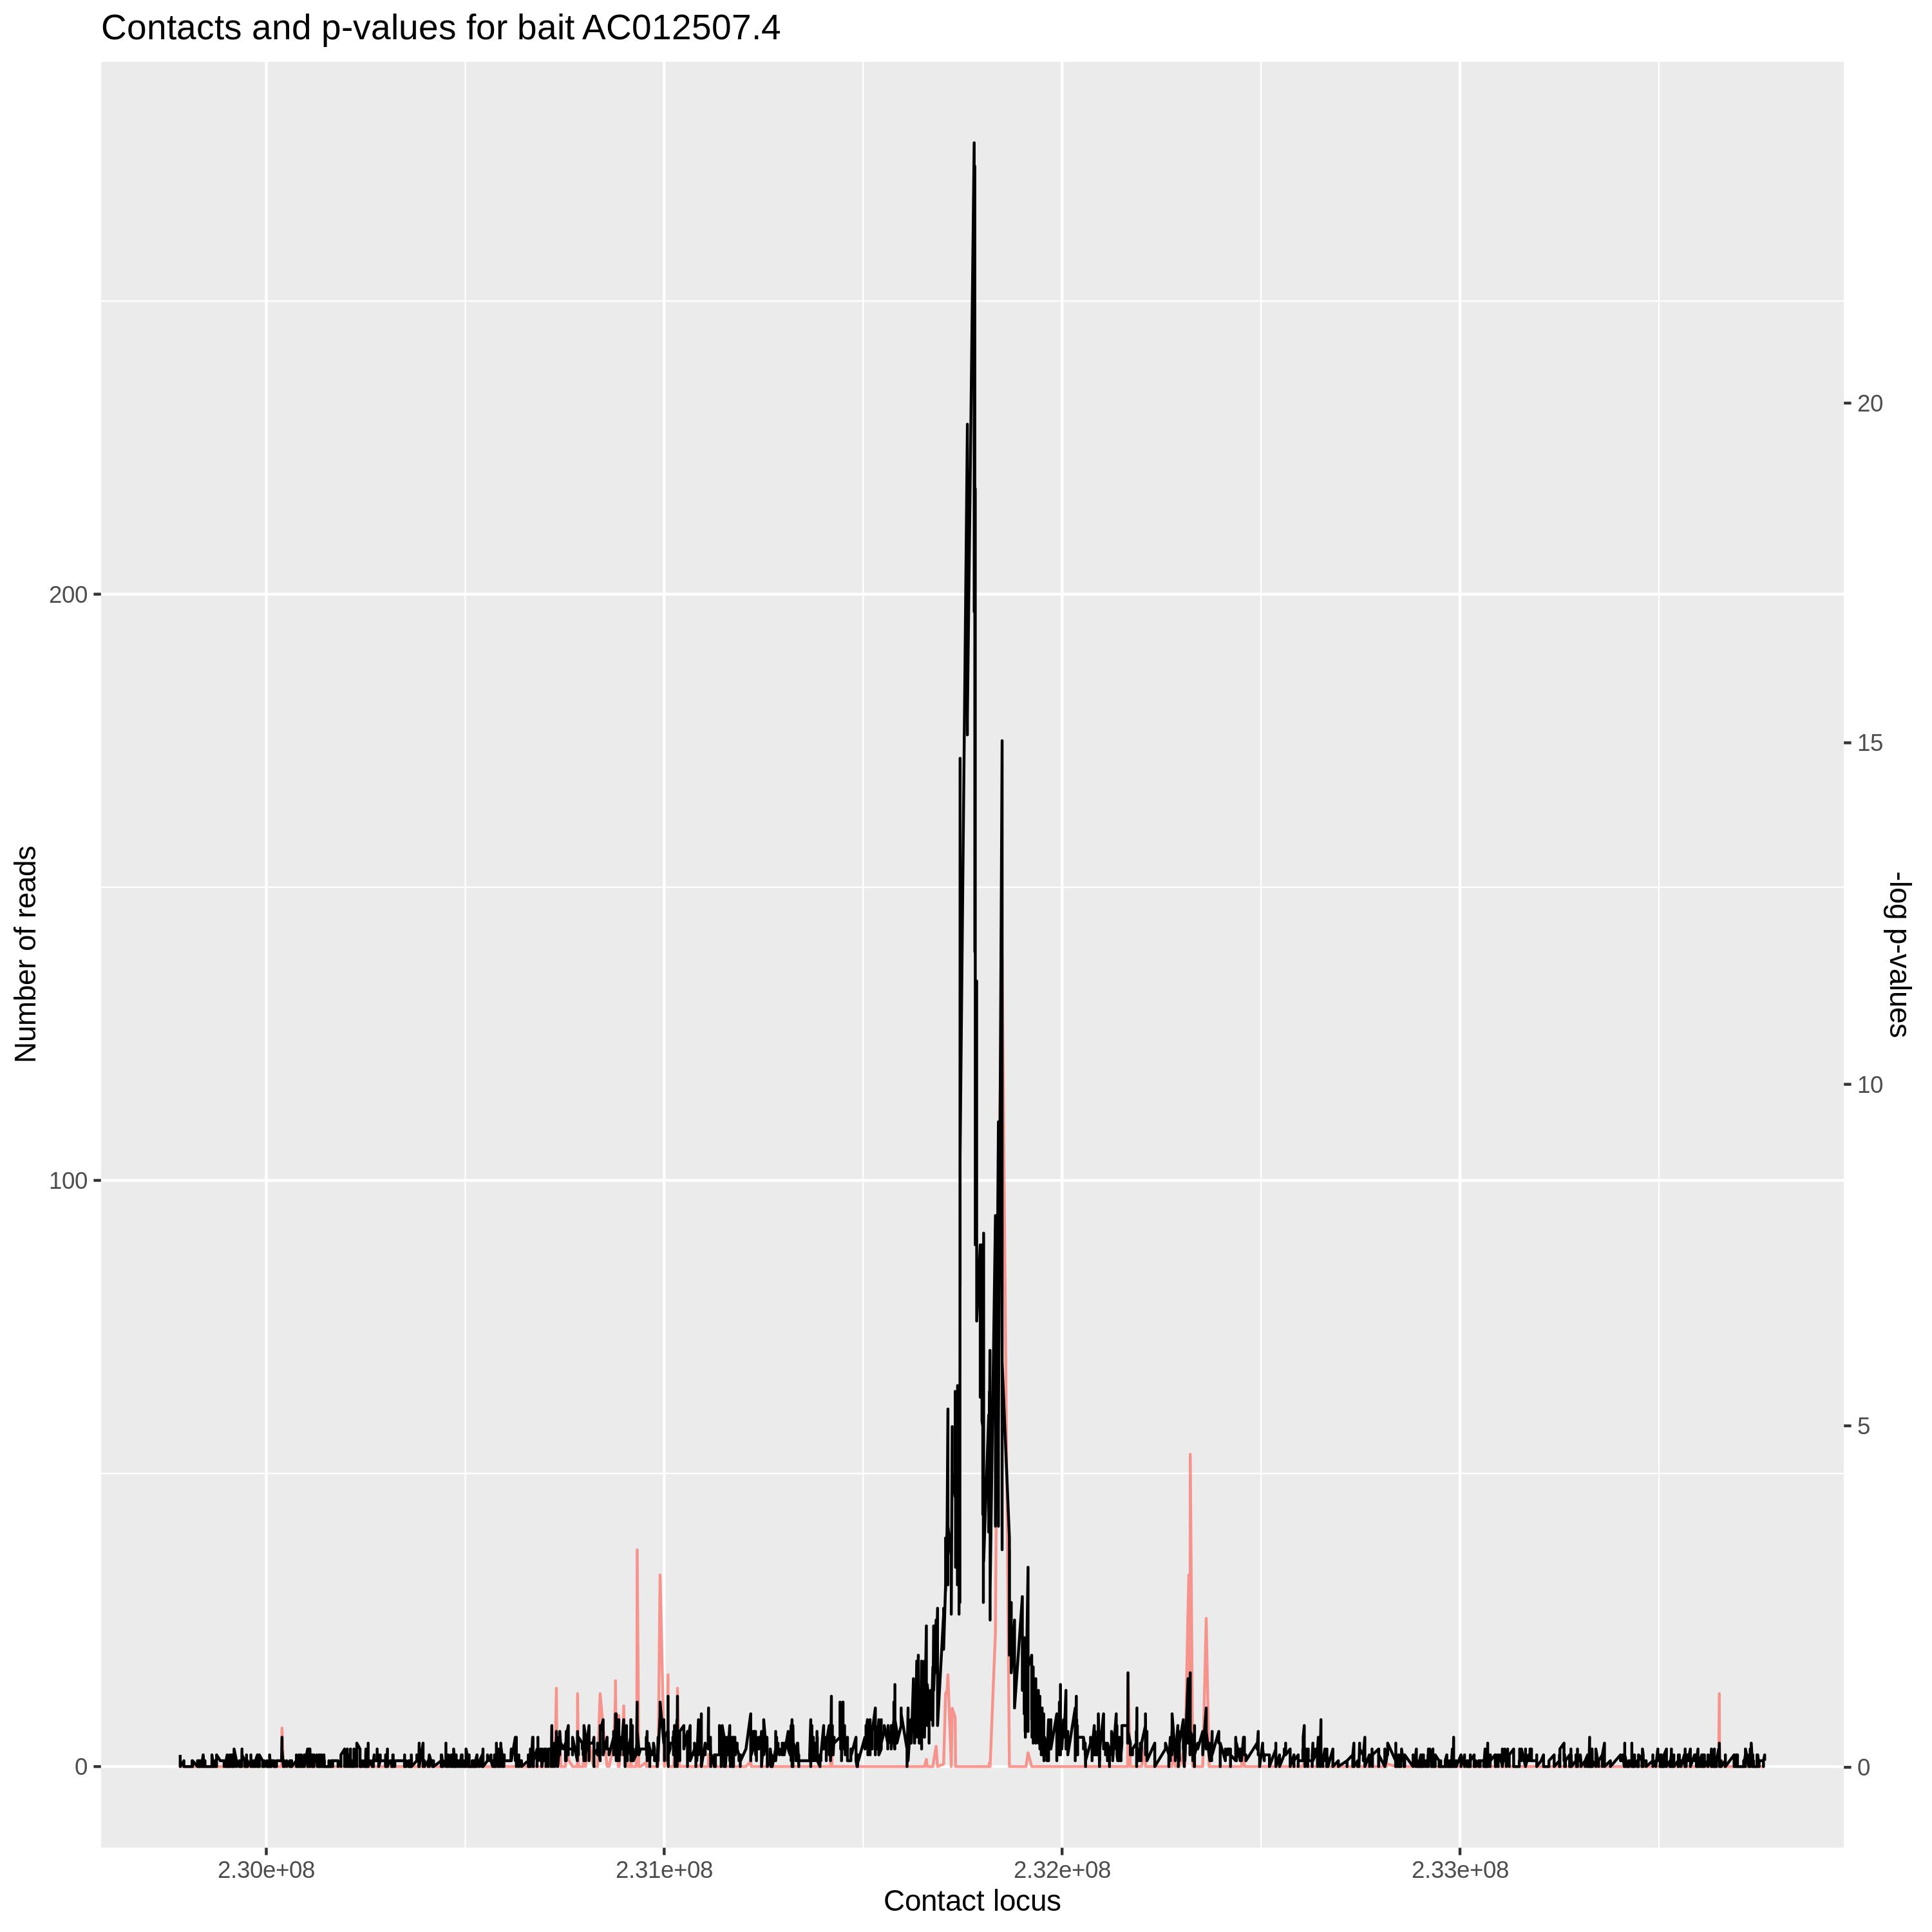 Contacts and p-values for bait AC012507.4
Number of reads
200
100
0
20
15
10
5
0
-log p-values
2.30e+08 2.31e+08 2.32e+08 2.33e+08
Contact locus